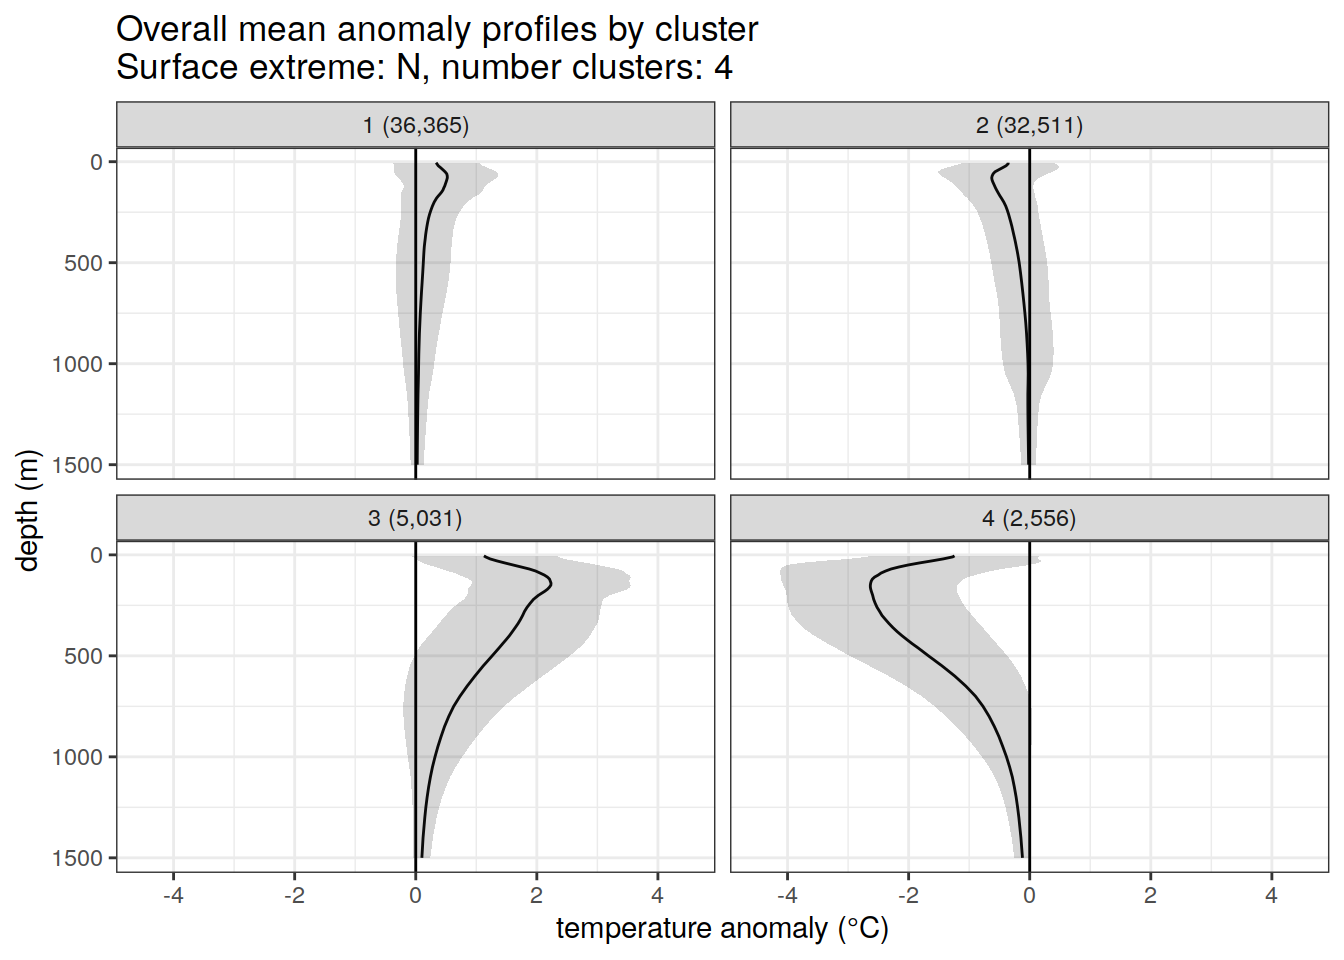 Overall mean anomaly profiles by cluster
Surface extreme: N, number clusters: 4
1 (36,365)
2 (32,511)
0
500
1000
1500
3 (5,031)
4 (2,556)
0
500
1000
1500
depth (m)
-4 -2 0 2 4
-4 -2 0 2 4
temperature anomaly (°C)